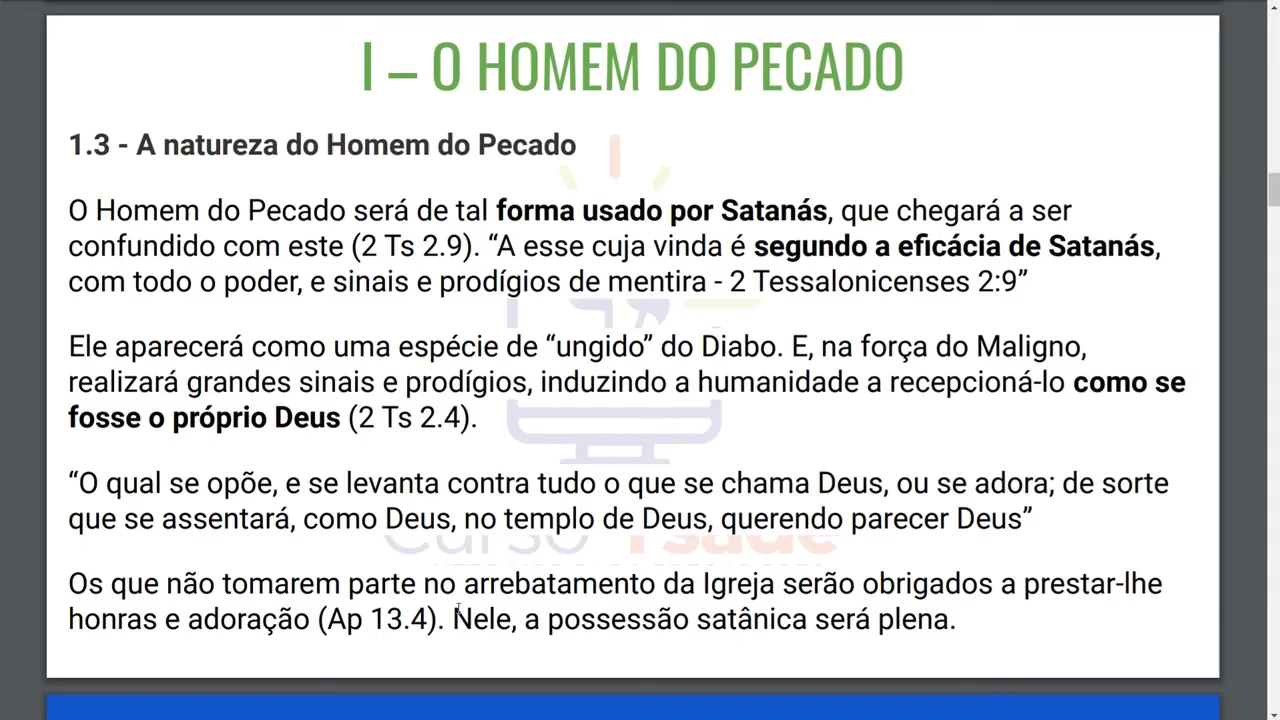 I – O HOMEM DO PECADO
1.3 - A natureza do Homem do Pecado
O Homem do Pecado será de tal forma usado por Satanás, que chegará a ser
confundido com este (2 Ts 2.9). “A esse cuja vinda é segundo a eficácia de Satanás,
com todo o poder, e sinais e prodígios de mentira - 2 Tessalonicenses 2:9”
Ele aparecerá como uma espécie de “ungido” do Diabo. E, na força do Maligno,
realizará grandes sinais e prodígios, induzindo a humanidade a recepcioná-lo como se
fosse o próprio Deus (2 Ts 2.4).
“O qual se opõe, e se levanta contra tudo o que se chama Deus, ou se adora; de sorte
que se assentará, como Deus, no templo de Deus, querendo parecer Deus”
Curso Tsade
Os que não tomarem parte no arrebatamento da Igreja serão obrigados a prestar-lhe
honras e adoração (Ap 13.4). Nele, a possessão satânica será plena.